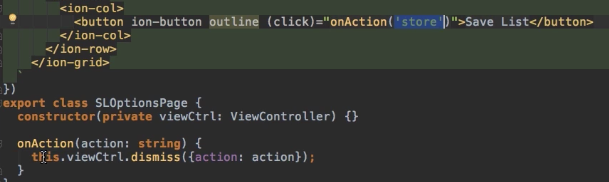 <ion-col>
<button ion-button outline (click)="onAction('store')">Save List</button>
</ion-col>
</ion-row>
</ion-grid>
`
})
export class SLOptionsPage {
constructor(private viewCtrl: ViewController) {}
onAction(action: string) {
this.viewCtrl.dismiss({action: action});
}
}